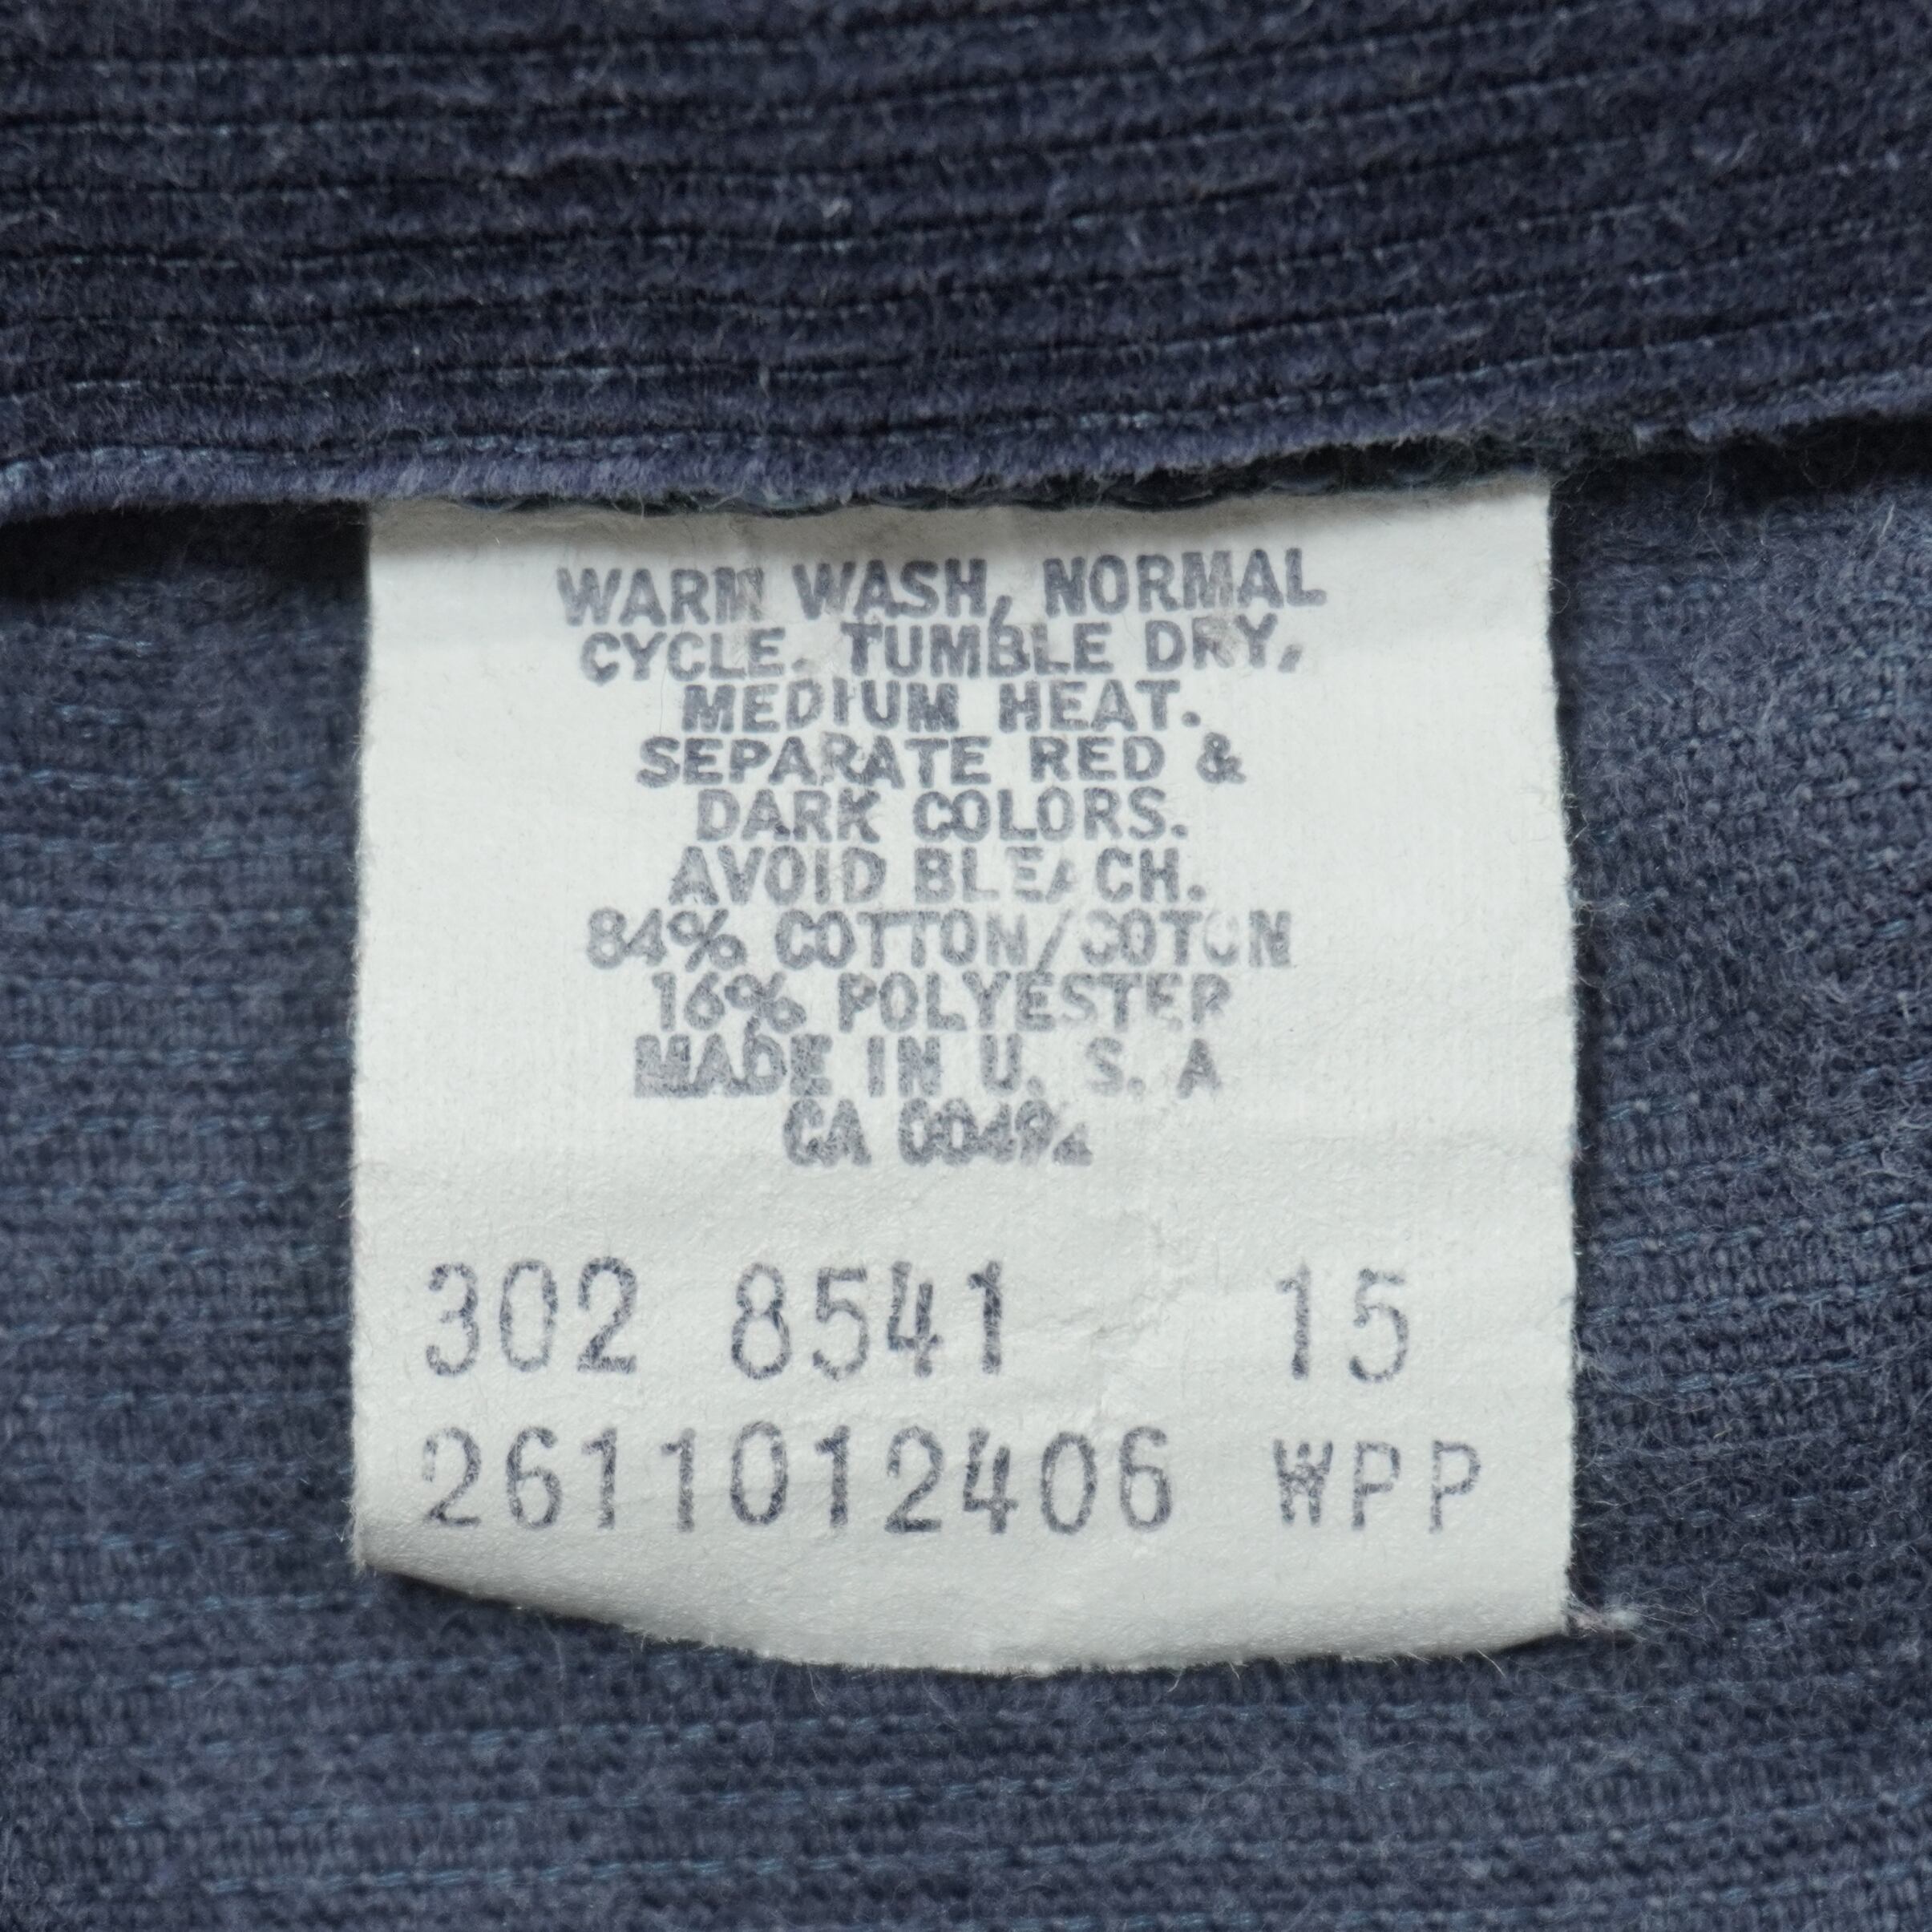 WARM WASH, NORMAL
CYCLE. TUMBLE DRY,
MEDIUM HEAT.
SEPARATE RED &
DARK COLORS.
AVOID BLEACH.
84% COTTON/COTON
16% POLYESTER
MADE IN U. S. A
CA
302 8541 15
2611012406 WPP